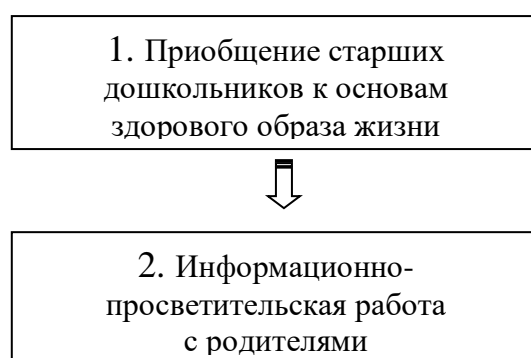 1. Приобщение старших
дошкольников к основам
здорового образа жизни
2. Информационно-
просветительская работа
с родителями